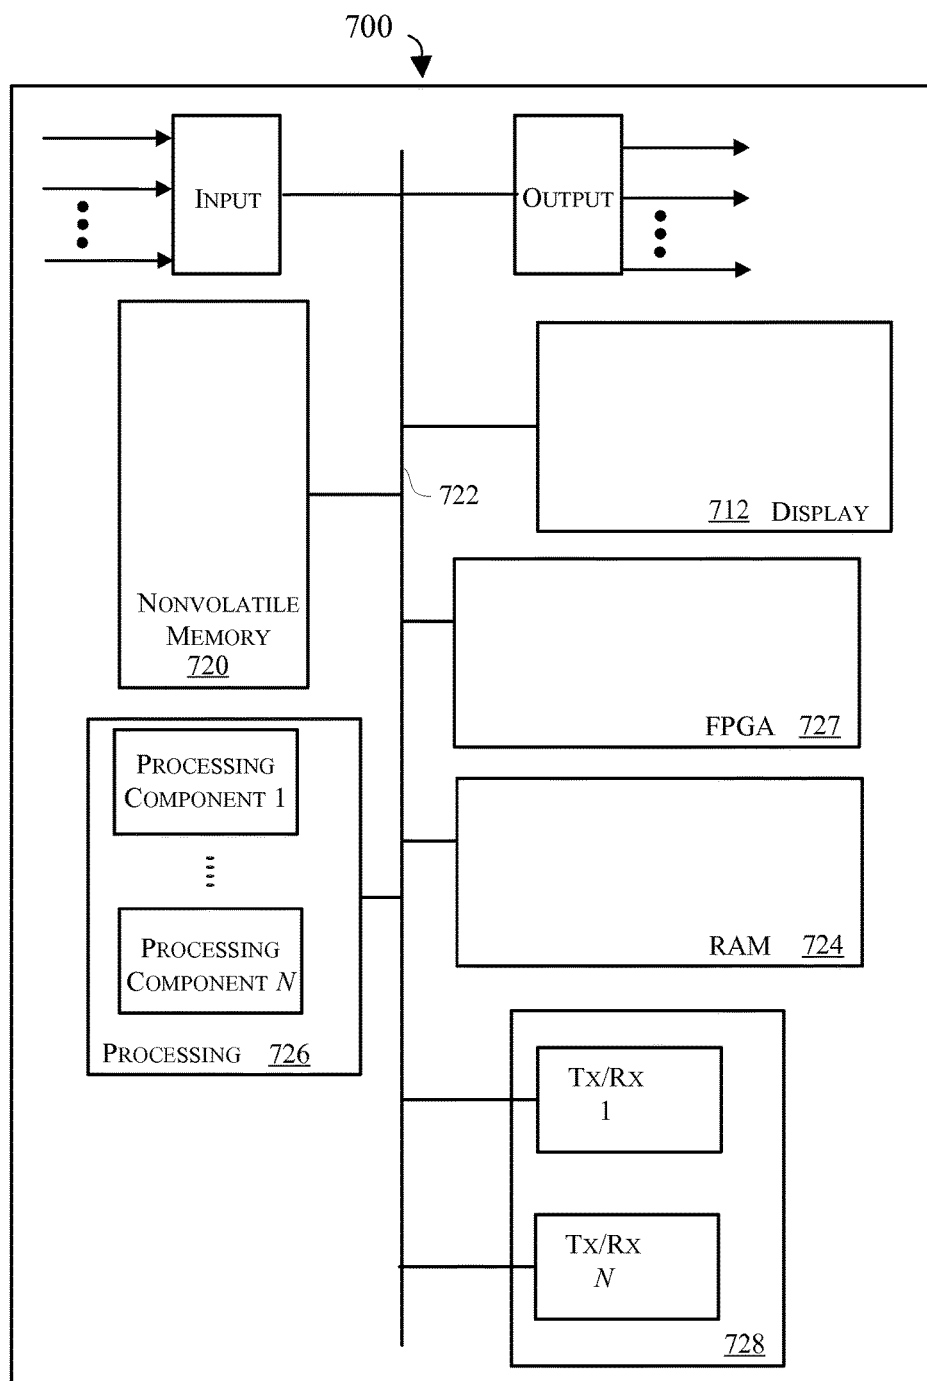 700
INPUT
OUTPUT
722
712 DISPLAY
NONVOLATILE
MEMORY
720
FPGA 727
PROCESSING
COMPONENT 1
PROCESSING
COMPONENT N
PROCESSING 726
RAM 724
TX/RX
1
TX/RX
N
728